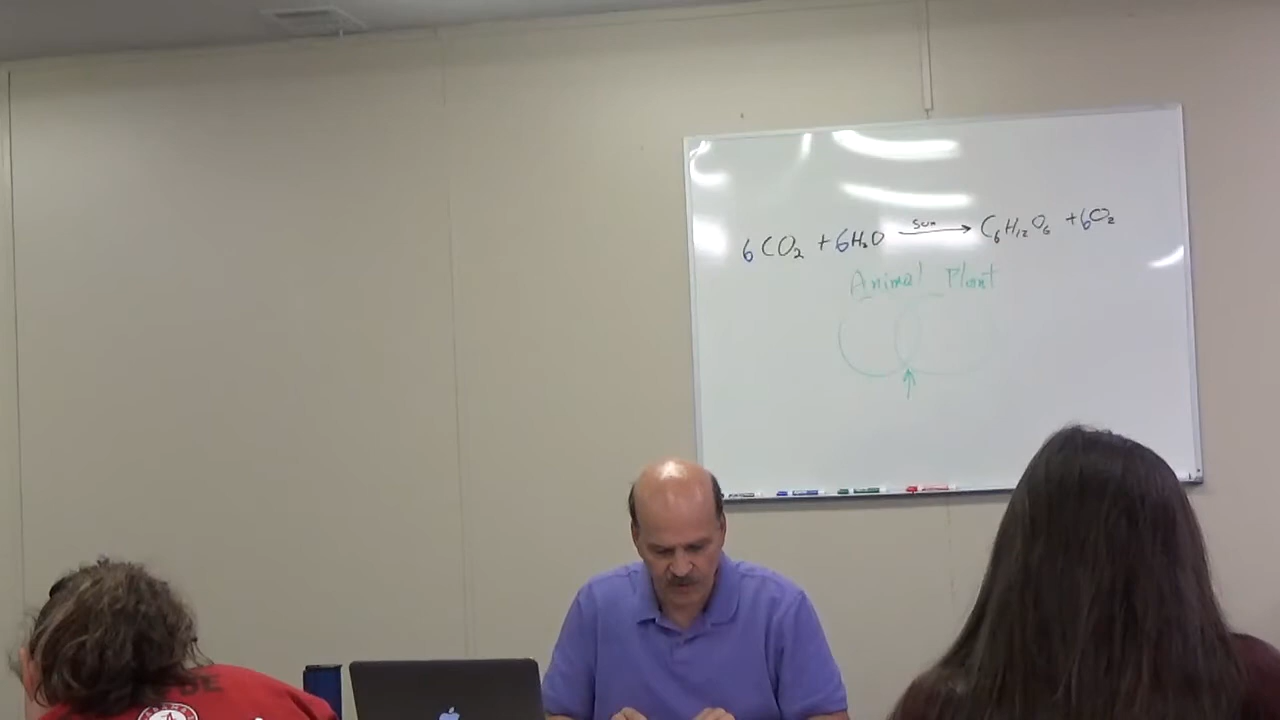 6CO₂ + 6H₂O Sun → C₆H₁₂O₆ + 6O₂
Animal Plant